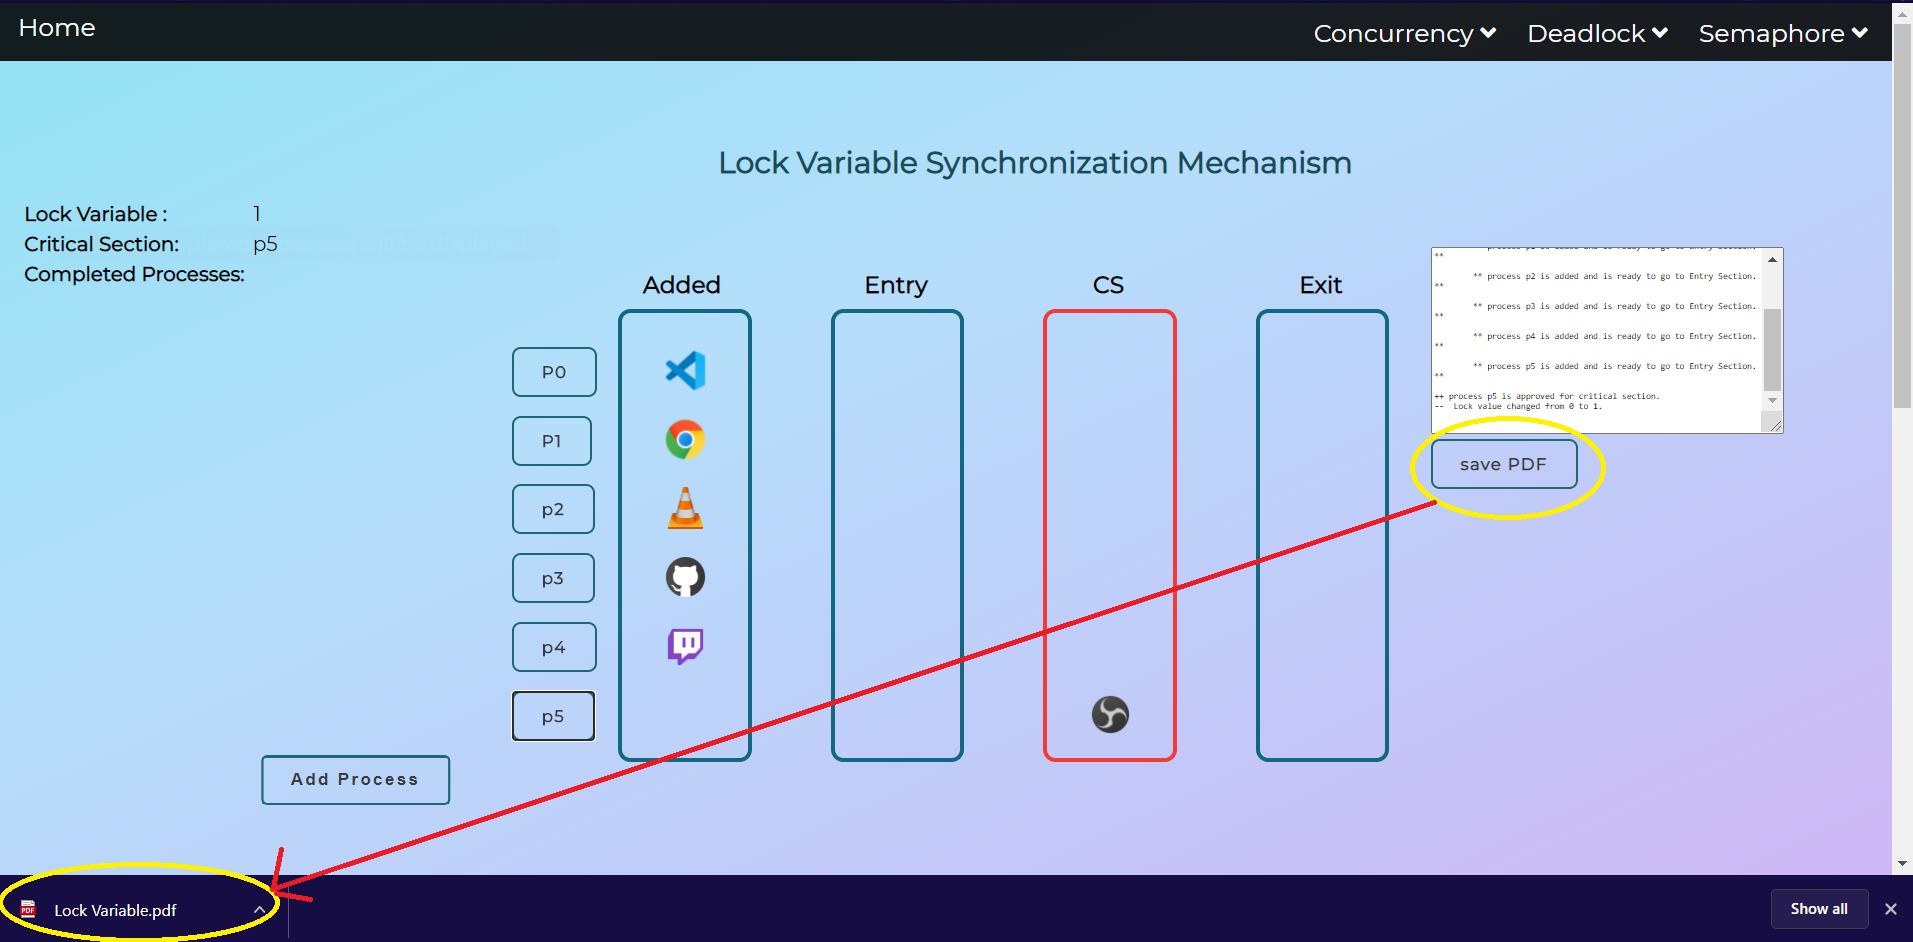 Home
Concurrency
Deadlock
Semaphore
Lock Variable Synchronization Mechanism
Lock Variable : 1
Critical Section: p5
Completed Processes:
Added
Entry
CS
Exit
P0
P1
p2
p3
p4
p5
Add Process
**
** process p2 is added and is ready to go to Entry Section.
**
** process p3 is added and is ready to go to Entry Section.
**
** process p4 is added and is ready to go to Entry Section.
**
** process p5 is added and is ready to go to Entry Section.
**
++ process p5 is approved for critical section.
-- Lock value changed from 0 to 1.
save PDF
PDF
Lock Variable.pdf
Show all